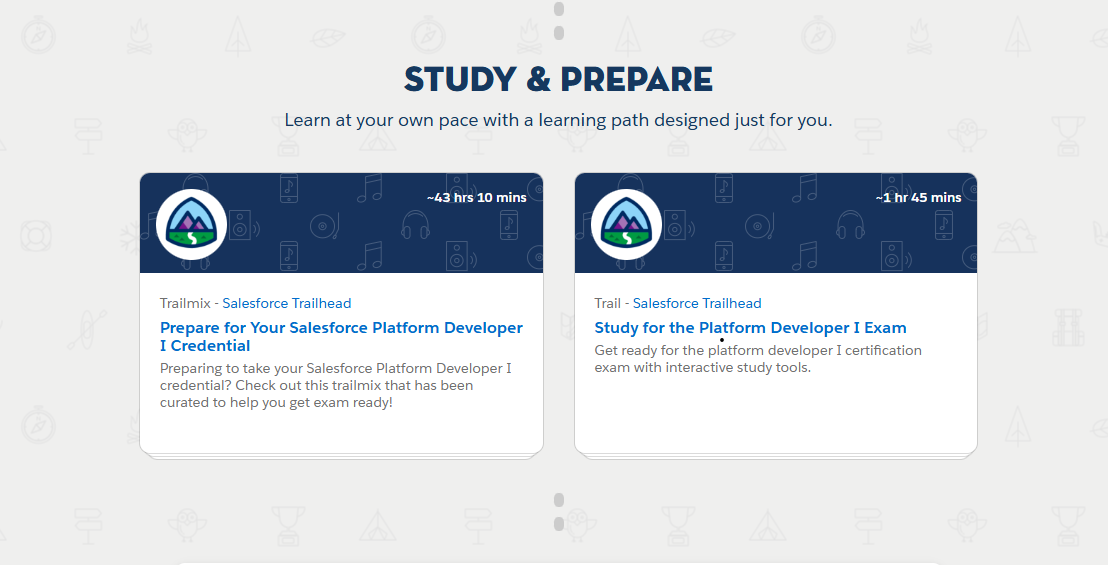 STUDY & PREPARE
Learn at your own pace with a learning path designed just for you.
~43 hrs 10 mins
Trailmix - Salesforce Trailhead
Prepare for Your Salesforce Platform Developer
I Credential
Preparing to take your Salesforce Platform Developer I
credential? Check out this trailmix that has been
curated to help you get exam ready!
~1 hr 45 mins
Trail - Salesforce Trailhead
Study for the Platform Developer I Exam
Get ready for the platform developer I certification
exam with interactive study tools.